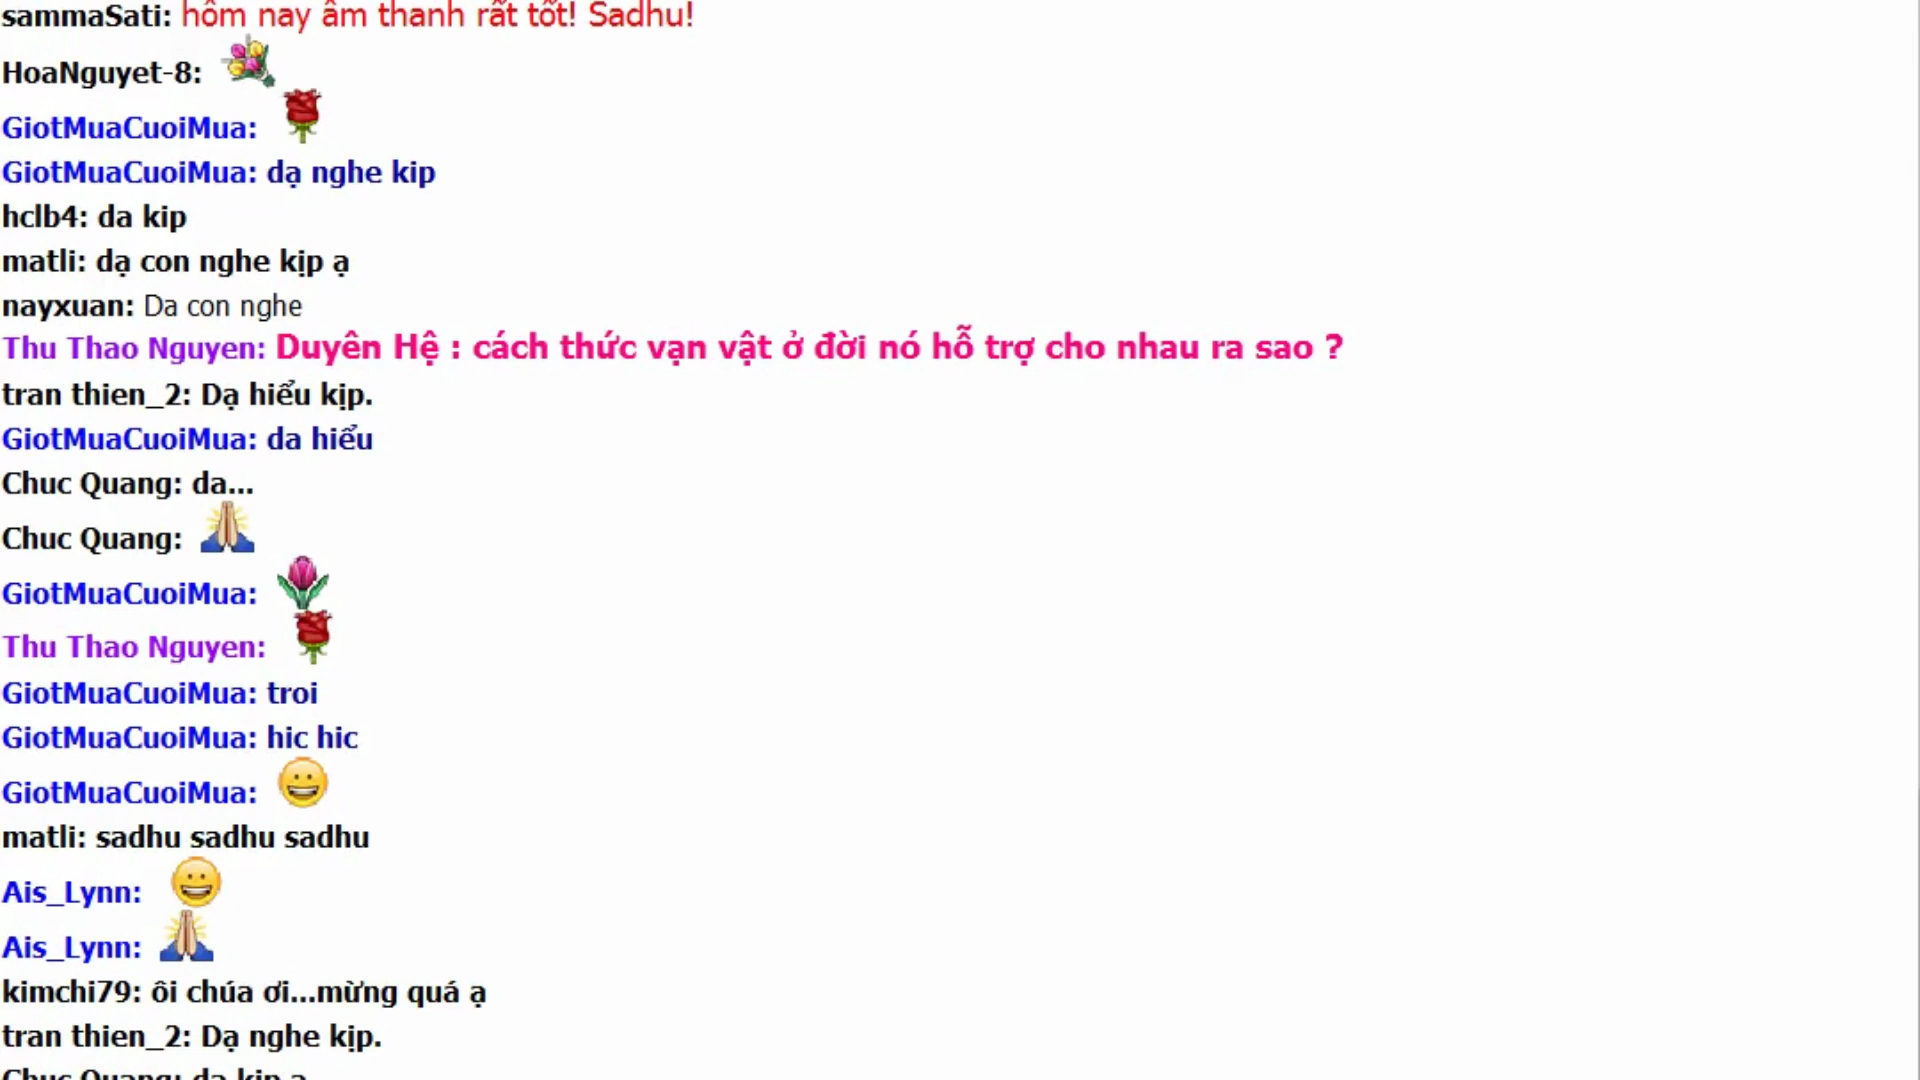 sammaSati: hôm nay âm thanh rất tốt! Sadhu!
HoaNguyet-8:
GiotMuaCuoiMua:
GiotMuaCuoiMua: dạ nghe kip
hclb4: da kip
matli: dạ con nghe kịp ạ
nayxuan: Da con nghe
Thu Thao Nguyen: Duyên Hệ : cách thức vạn vật ở đời nó hỗ trợ cho nhau ra sao ?
tran thien_2: Dạ hiểu kịp.
GiotMuaCuoiMua: da hiểu
Chuc Quang: da...
Chuc Quang:
GiotMuaCuoiMua:
Thu Thao Nguyen:
GiotMuaCuoiMua: troi
GiotMuaCuoiMua: hic hic
GiotMuaCuoiMua:
matli: sadhu sadhu sadhu
Ais_Lynn:
Ais_Lynn:
kimchi79: ôi chúa ơi...mừng quá ạ
tran thien_2: Dạ nghe kịp.
Chuc Quang: da kip a